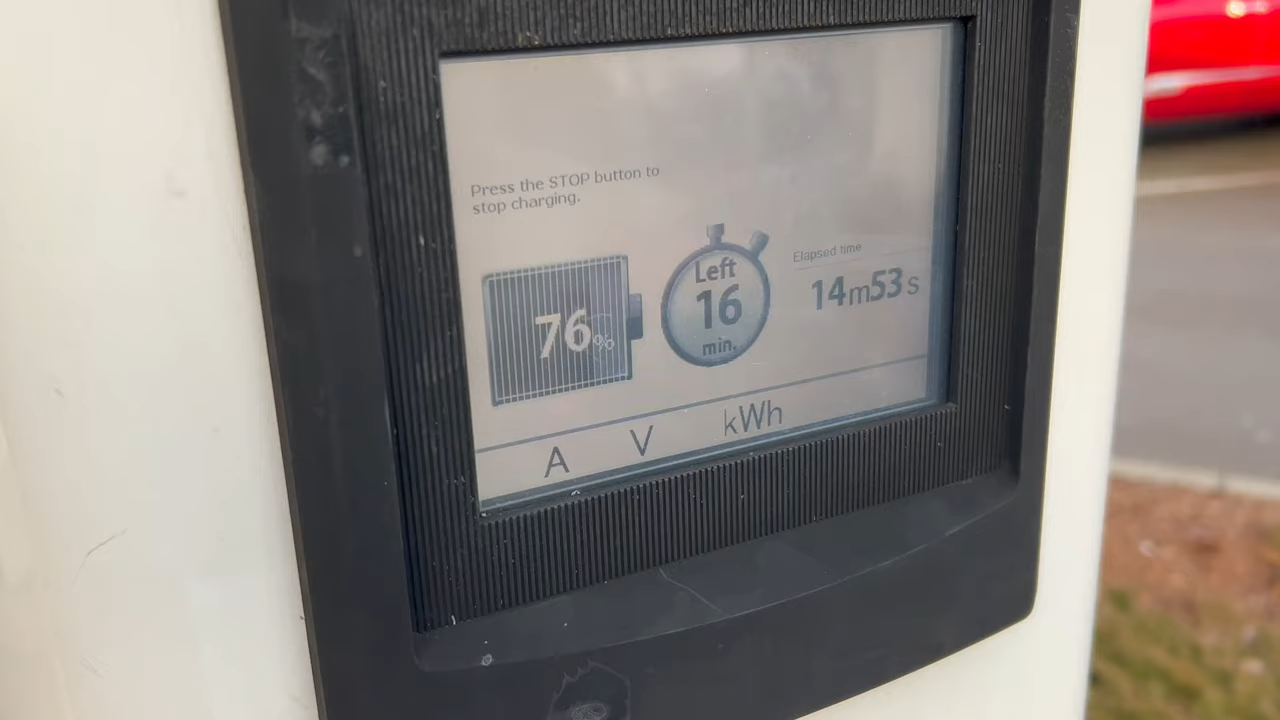 Press the STOP button to
stop charging.
76%
Left
16
min.
Elapsed time
14m53s
A V kWh